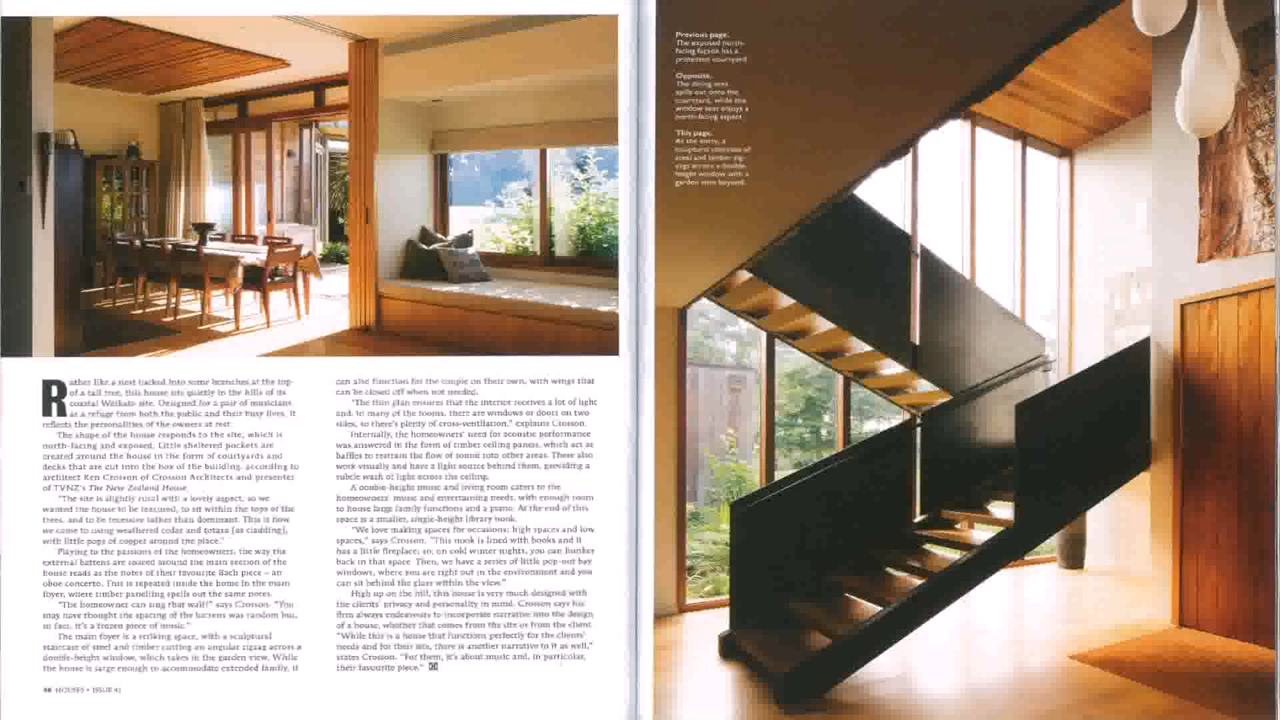 Rather like a nest tucked into some branches at the top
of a tall tree, this house sits quietly in the hills of its
coastal Waikato site. Designed for a pair of musicians
as a refuge from both the public and their busy lives, it
reflects the personalities of the owners at rest.
The shape of the house responds to the site, which is
north-facing and exposed. Little sheltered pockets are
created around the house in the form of courtyards and
decks that are cut into the box of the building, according to
architect Ken Crosson of Crosson Architects and presenter
of TVNZ's The New Zealand House.
"The site is slightly rural with a lovely aspect, so we
wanted the house to be textured, to sit within the tops of the
trees, and to be recessive rather than dominant. This is how
we came to using weathered cedar and totara [as cladding],
with little pops of copper around the place."
Playing to the passions of the homeowners, the way the
external battens are spaced around the main section of the
house reads as the notes of their favourite Bach piece – an
oboe concerto. This is repeated inside the home in the main
foyer, where timber panelling spells out the same notes.
"The homeowner can sing that wall!" says Crosson. "You
may have thought the spacing of the battens was random but,
in fact, it's a frozen piece of music."
The main foyer is a striking space, with a sculptural
staircase of steel and timber cutting an angular zigzag across a
double-height window, which takes in the garden view. While
the house is large enough to accommodate extended family, it
can also function for the couple on their own, with wings that
can be closed off when not needed.
"The thin plan ensures that the interior receives a lot of light
and, in many of the rooms, there are windows or doors on two
sides, so there's plenty of cross-ventilation," explains Crosson.
Internally, the homeowners' need for acoustic performance
was answered in the form of timber ceiling panels, which act as
baffles to restrain the flow of sound into other areas. These also
work visually and have a light source behind them, providing a
subtle wash of light across the ceiling.
A double-height music and living room caters to the
homeowners' music and entertaining needs, with enough room
to house large family functions and a piano. At the end of this
space is a smaller, single-height library nook.
"We love making spaces for occasions; high spaces and low
spaces," says Crosson. "This nook is lined with books and it
has a little fireplace; so, on cold winter nights, you can hunker
back in that space. Then, we have a series of little pop-out bay
windows, where you are right out in the environment and you
can sit behind the glass within the view."
High up on the hill, this house is very much designed with
the clients' privacy and personality in mind. Crosson says his
firm always endeavours to incorporate narrative into the design
of a house, whether that comes from the site or from the client.
"While this is a house that functions perfectly for the clients'
needs and for their site, there is another narrative to it as well,"
states Crosson. "For them, it's about music and, in particular,
their favourite piece."
HOUSES • ISSUE 41
Previous page.
The exposed north-
facing façade has a
protected courtyard.
Opposite.
The dining area
spills out onto the
courtyard, while the
window seat enjoys a
north-facing aspect.
This page.
At the entry, a
sculptural staircase of
steel and timber zig-
zags across a double-
height window with a
garden view beyond.